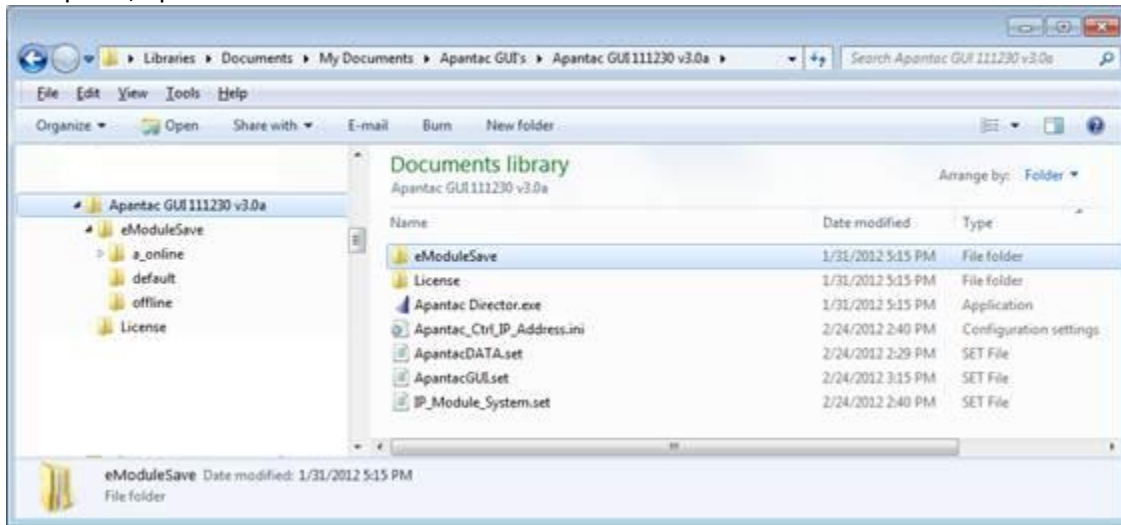 Libraries ▸ Documents ▸ My Documents ▸ Apantac GUI's ▸ Apantac GUI 111230 v3.0a ▸ Search Apantac GUI 111230 v3.0a
File Edit View Tools Help
Organize Open Share with E-mail Burn New folder
Documents library
Apantac GUI 111230 v3.0a
Arrange by: Folder
Apantac GUI 111230 v3.0a
eModuleSave
a_online
default
offline
License
Name Date modified Type
eModuleSave 1/31/2012 5:15 PM File folder
License 1/31/2012 5:15 PM File folder
Apantac Director.exe 1/31/2012 5:15 PM Application
Apantac_Ctrl_IP_Address.ini 2/24/2012 2:40 PM Configuration settings
ApantacDATA.set 2/24/2012 2:29 PM SET File
ApantacGUI.set 2/24/2012 3:15 PM SET File
IP_Module_System.set 2/24/2012 2:40 PM SET File
eModuleSave Date modified: 1/31/2012 5:15 PM
File folder